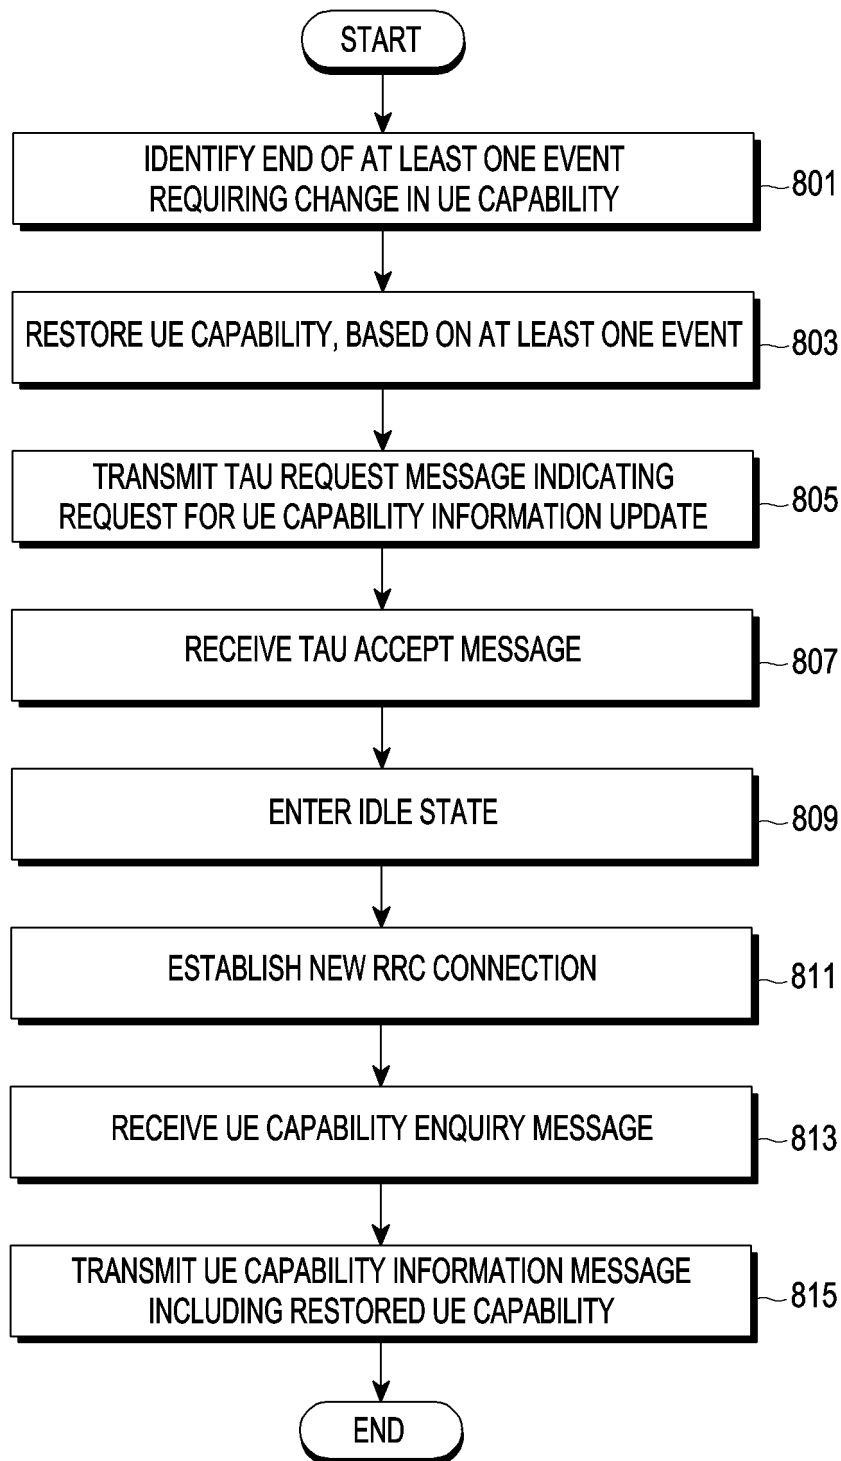 START
IDENTIFY END OF AT LEAST ONE EVENT
REQUIRING CHANGE IN UE CAPABILITY
801
RESTORE UE CAPABILITY, BASED ON AT LEAST ONE EVENT
803
TRANSMIT TAU REQUEST MESSAGE INDICATING
REQUEST FOR UE CAPABILITY INFORMATION UPDATE
805
RECEIVE TAU ACCEPT MESSAGE
807
ENTER IDLE STATE
809
ESTABLISH NEW RRC CONNECTION
811
RECEIVE UE CAPABILITY ENQUIRY MESSAGE
813
TRANSMIT UE CAPABILITY INFORMATION MESSAGE
INCLUDING RESTORED UE CAPABILITY
815
END